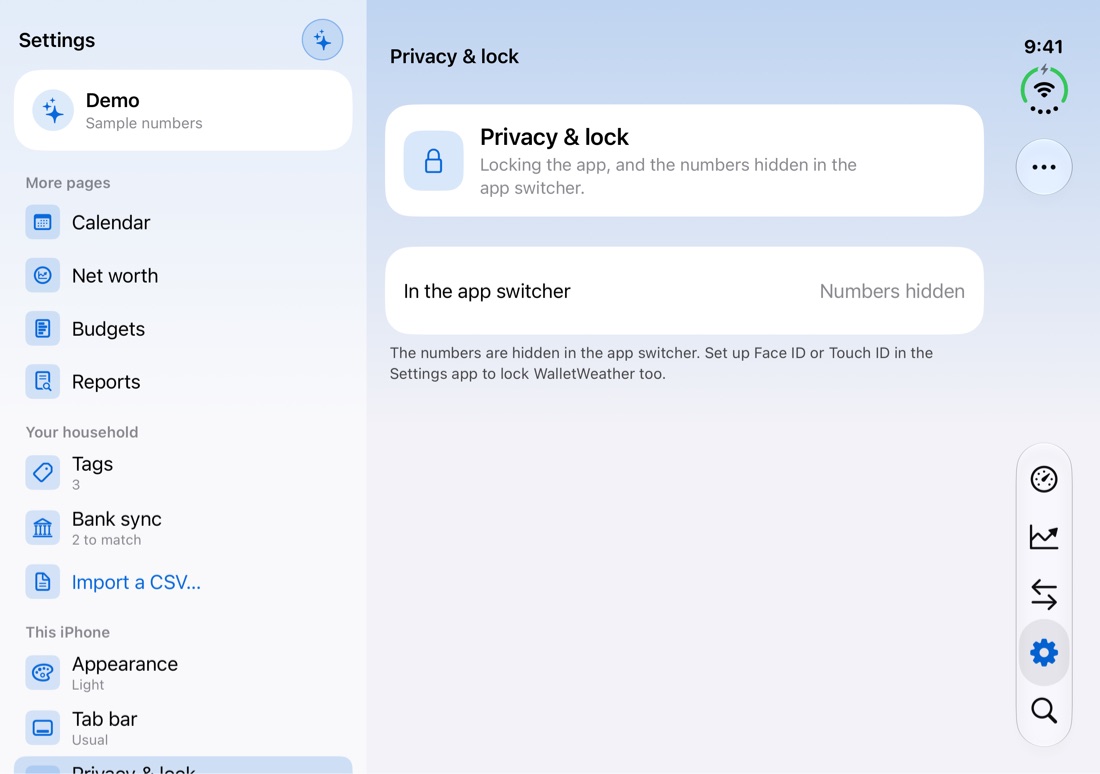 Settings
Demo
Sample numbers
More pages
Calendar
Net worth
Budgets
Reports
Your household
Tags
3
Bank sync
2 to match
Import a CSV...
This iPhone
Appearance
Light
Tab bar
Usual
Privacy & lock
Privacy & lock
Privacy & lock
Locking the app, and the numbers hidden in the
app switcher.
In the app switcher
Numbers hidden
The numbers are hidden in the app switcher. Set up Face ID or Touch ID in the
Settings app to lock WalletWeather too.
9:41